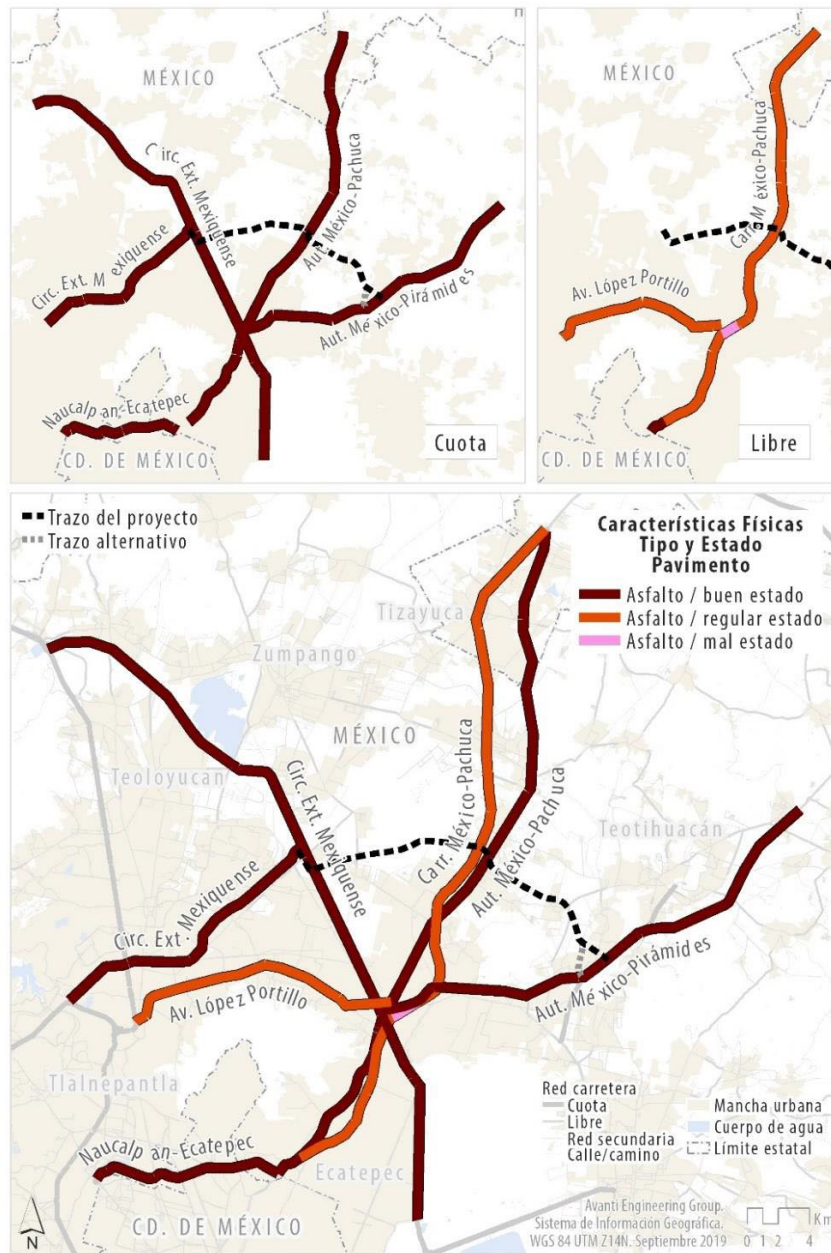 MÉXICO
Circ. Ext. Mexiquense
Aut. México-Pachuca
Circ. Ext. Mexiquense
Aut. México-Pirámides
Naucalpan-Ecatepec
CD. DE MÉXICO
Cuota
MÉXICO
Carr. México-Pachuca
Av. López Portillo
CD. DE MÉXICO
Libre
Trazo del proyecto
Trazo alternativo
Características Físicas
Tipo y Estado
Pavimento
Asfalto / buen estado
Asfalto / regular estado
Asfalto / mal estado
Tizayuca
Zumpango
MÉXICO
Teoloyucan
Circ. Ext. Mexiquense
Carr. México-Pachuca
Aut. México-Pachuca
Teotihuacán
Circ. Ext. Mexiquense
Av. López Portillo
Aut. México-Pirámides
Tlalnepantla
Naucalpan-Ecatepec
Ecatepec
CD. DE MÉXICO
Red carretera
Cuota
Libre
Red secundaria
Calle/camino
Mancha urbana
Cuerpo de agua
Límite estatal
Avanti Engineering Group.
Sistema de Información Geográfica.
WGS 84 UTM Z14N. Septiembre 2019
N
Km
0 1 2 4